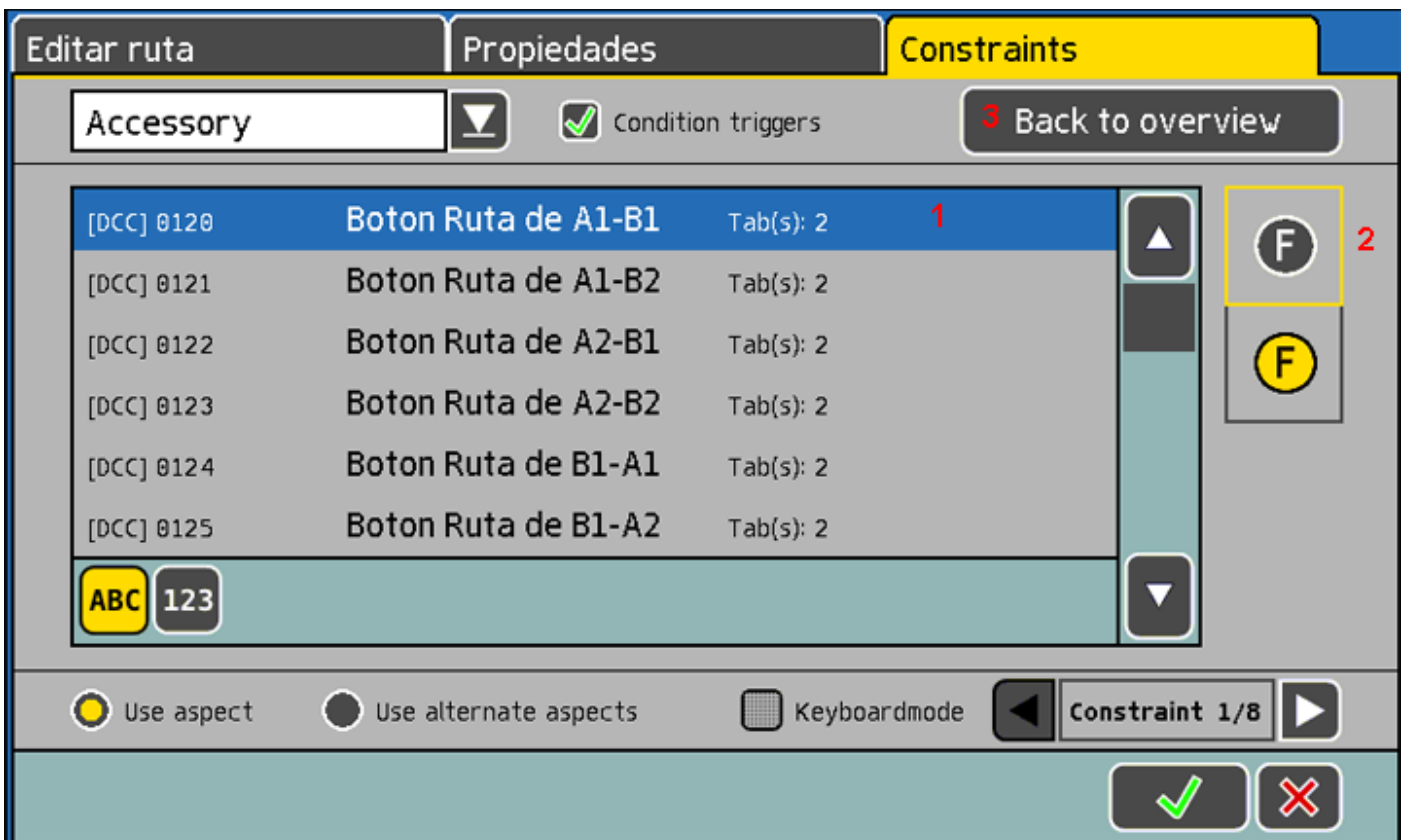 Editar ruta Propiedades Constraints
Accessory Condition triggers 3 Back to overview
[DCC] 0120 Boton Ruta de A1-B1 Tab(s): 2 1
F 2
[DCC] 0121 Boton Ruta de A1-B2 Tab(s): 2
[DCC] 0122 Boton Ruta de A2-B1 Tab(s): 2
F
[DCC] 0123 Boton Ruta de A2-B2 Tab(s): 2
[DCC] 0124 Boton Ruta de B1-A1 Tab(s): 2
[DCC] 0125 Boton Ruta de B1-A2 Tab(s): 2
ABC 123
Use aspect Use alternate aspects Keyboardmode Constraint 1/8